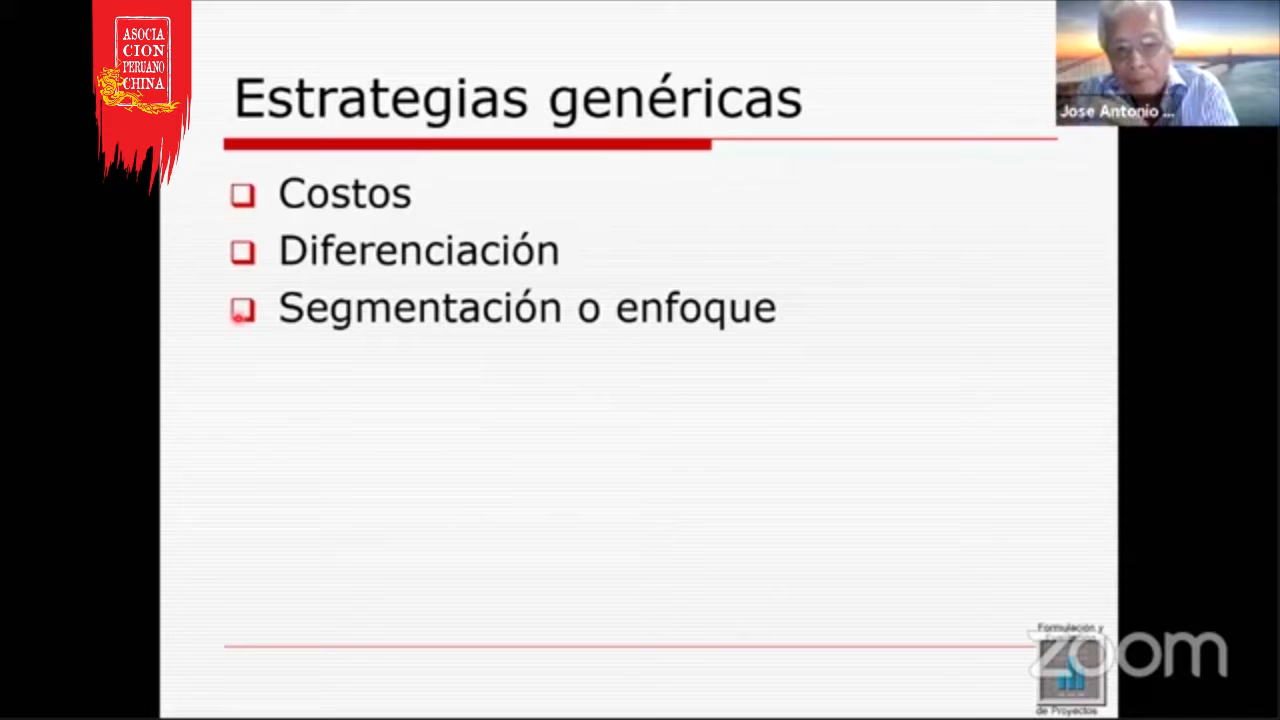 ASOCIA
CION
PERUANO
CHINA
Estrategias genéricas
Jose Antonio ...
Costos
Diferenciación
Segmentación o enfoque
Formulación y
zoom
de Proyectos